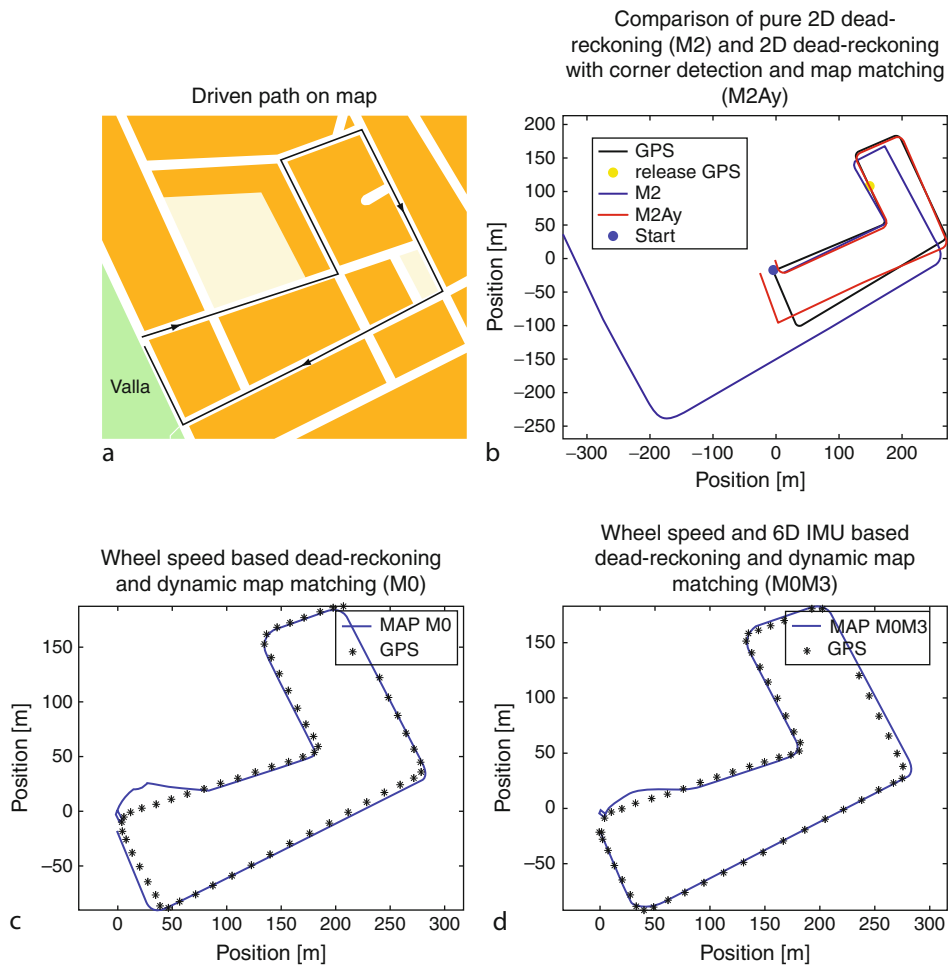 Comparison of pure 2D dead-
reckoning (M2) and 2D dead-reckoning
with corner detection and map matching
(M2Ay)
Driven path on map
Valla
a
200
150
100
50
0
−50
−100
−150
−200
−250
Position [m]
GPS
release GPS
M2
M2Ay
Start
−300
−200
−100
0
100
200
Position [m]
b
Wheel speed based dead-reckoning
and dynamic map matching (M0)
150
100
50
0
−50
Position [m]
MAP M0
GPS
0
50
100
150
200
250
300
Position [m]
c
Wheel speed and 6D IMU based
dead-reckoning and dynamic map
matching (M0M3)
150
100
50
0
−50
Position [m]
MAP M0M3
GPS
0
50
100
150
200
250
300
Position [m]
d